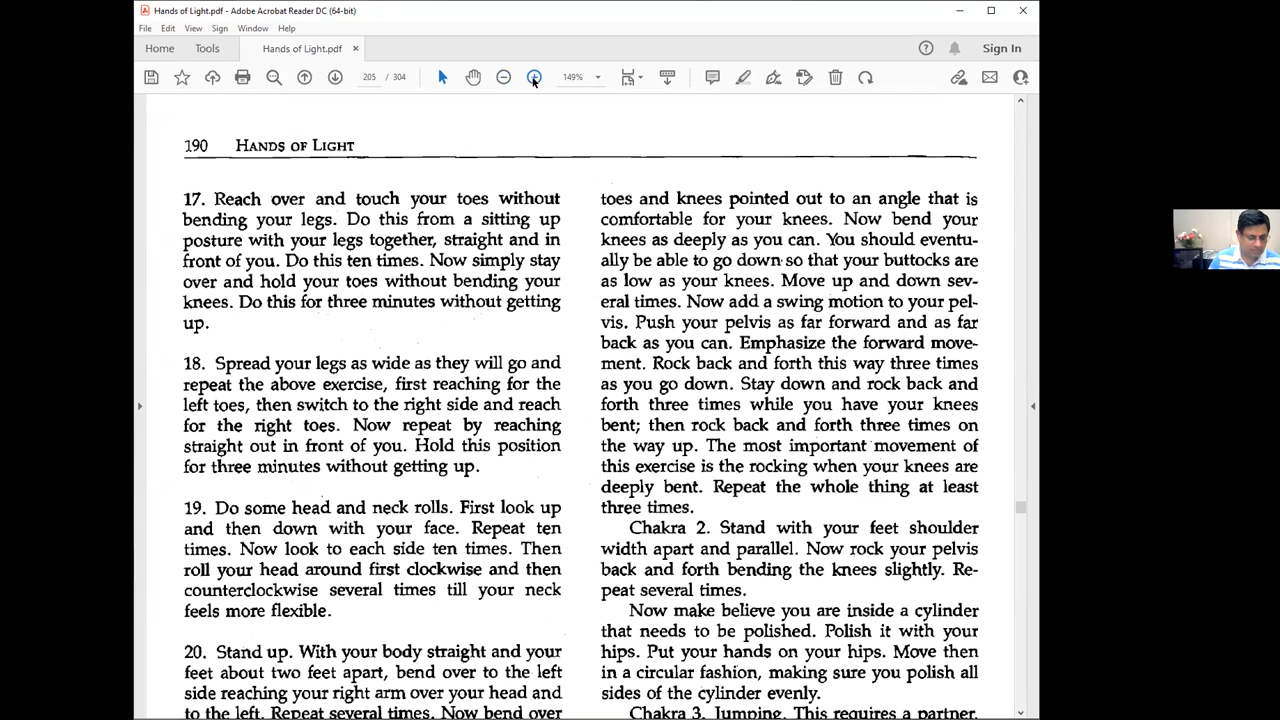 Hands of Light.pdf - Adobe Acrobat Reader DC (64-bit)
File Edit View Sign Window Help
Home Tools Hands of Light.pdf × Sign In
205 / 304 149%
190 HANDS OF LIGHT
17. Reach over and touch your toes without
bending your legs. Do this from a sitting up
posture with your legs together, straight and in
front of you. Do this ten times. Now simply stay
over and hold your toes without bending your
knees. Do this for three minutes without getting
up.
18. Spread your legs as wide as they will go and
repeat the above exercise, first reaching for the
left toes, then switch to the right side and reach
for the right toes. Now repeat by reaching
straight out in front of you. Hold this position
for three minutes without getting up.
19. Do some head and neck rolls. First look up
and then down with your face. Repeat ten
times. Now look to each side ten times. Then
roll your head around first clockwise and then
counterclockwise several times till your neck
feels more flexible.
20. Stand up. With your body straight and your
feet about two feet apart, bend over to the left
side reaching your right arm over your head and
to the left. Repeat several times. Now bend over
toes and knees pointed out to an angle that is
comfortable for your knees. Now bend your
knees as deeply as you can. You should eventu-
ally be able to go down so that your buttocks are
as low as your knees. Move up and down sev-
eral times. Now add a swing motion to your pel-
vis. Push your pelvis as far forward and as far
back as you can. Emphasize the forward move-
ment. Rock back and forth this way three times
as you go down. Stay down and rock back and
forth three times while you have your knees
bent; then rock back and forth three times on
the way up. The most important movement of
this exercise is the rocking when your knees are
deeply bent. Repeat the whole thing at least
three times.
Chakra 2. Stand with your feet shoulder
width apart and parallel. Now rock your pelvis
back and forth bending the knees slightly. Re-
peat several times.
Now make believe you are inside a cylinder
that needs to be polished. Polish it with your
hips. Put your hands on your hips. Move then
in a circular fashion, making sure you polish all
sides of the cylinder evenly.
Chakra 3. Jumping. This requires a partner.